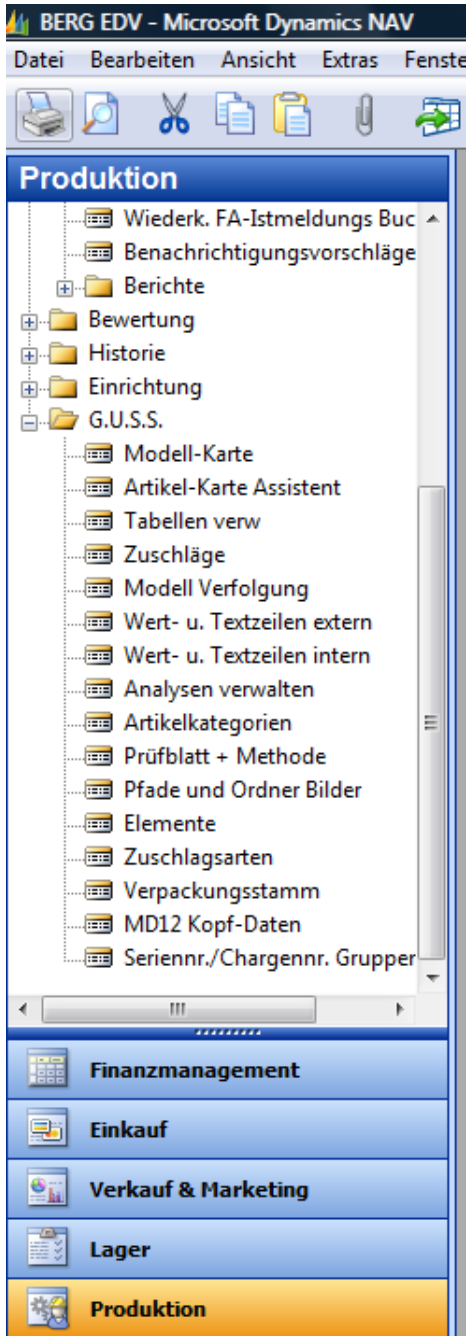 BERG EDV - Microsoft Dynamics NAV
Datei Bearbeiten Ansicht Extras Fenste
Produktion
Wiederk. FA-Istmeldungs Buc
Benachrichtigungsvorschläge
Berichte
Bewertung
Historie
Einrichtung
G.U.S.S.
Modell-Karte
Artikel-Karte Assistent
Tabellen verw
Zuschläge
Modell Verfolgung
Wert- u. Textzeilen extern
Wert- u. Textzeilen intern
Analysen verwalten
Artikelkategorien
Prüfblatt + Methode
Pfade und Ordner Bilder
Elemente
Zuschlagsarten
Verpackungsstamm
MD12 Kopf-Daten
Seriennr./Chargennr. Grupper
Finanzmanagement
Einkauf
Verkauf & Marketing
Lager
Produktion